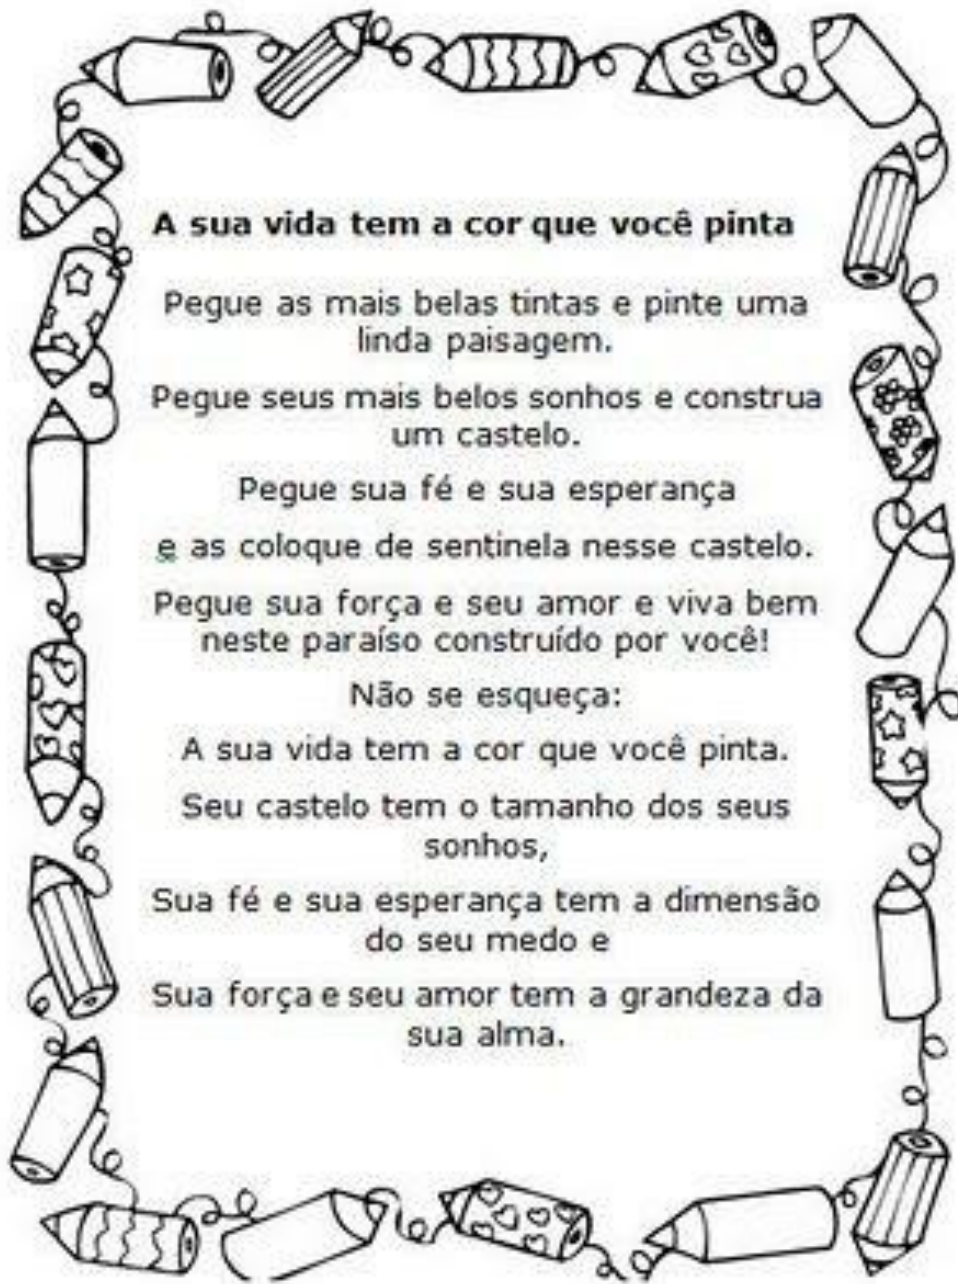 A sua vida tem a cor que você pinta
Pegue as mais belas tintas e pinte uma
linda paisagem.
Pegue seus mais belos sonhos e construa
um castelo.
Pegue sua fé e sua esperança
e as coloque de sentinela nesse castelo.
Pegue sua força e seu amor e viva bem
neste paraíso construído por você!
Não se esqueça:
A sua vida tem a cor que você pinta.
Seu castelo tem o tamanho dos seus
sonhos,
Sua fé e sua esperança tem a dimensão
do seu medo e
Sua força e seu amor tem a grandeza da
sua alma.